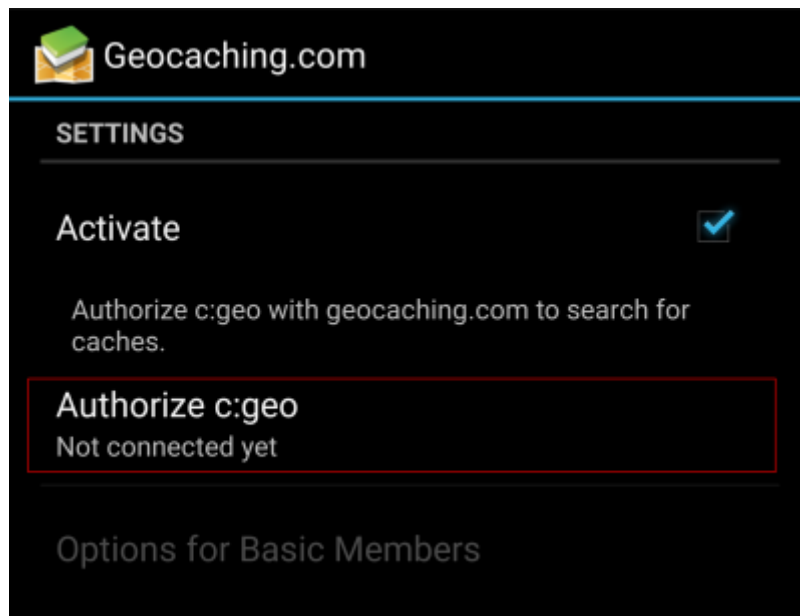 Geocaching.com
SETTINGS
Activate
Authorize c:geo with geocaching.com to search for
caches.
Authorize c:geo
Not connected yet
Options for Basic Members